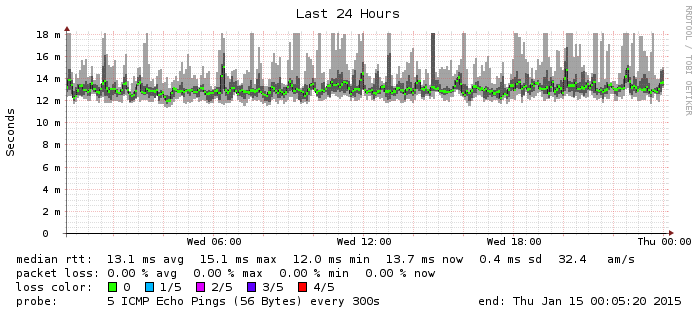 Last 24 Hours
RRDTOOL / TOBI OETIKER
Seconds
18 m
16 m
14 m
12 m
10 m
8 m
6 m
4 m
2 m
0
Wed 06:00 Wed 12:00 Wed 18:00 Thu 00:00
median rtt: 13.1 ms avg 15.1 ms max 12.0 ms min 13.7 ms now 0.4 ms sd 32.4 am/s
packet loss: 0.00 % avg 0.00 % max 0.00 % min 0.00 % now
loss color: 0 1/5 2/5 3/5 4/5
probe: 5 ICMP Echo Pings (56 Bytes) every 300s end: Thu Jan 15 00:05:20 2015